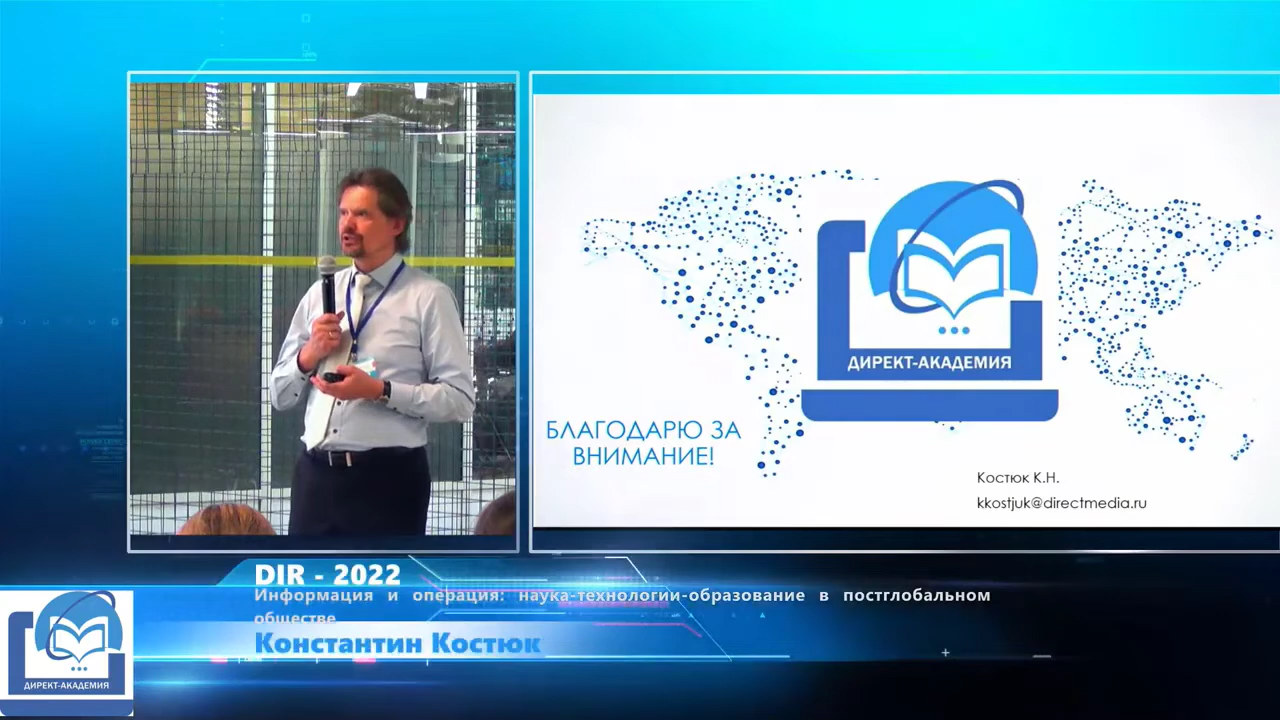 ДИРЕКТ-АКАДЕМИЯ
БЛАГОДАРЮ ЗА
ВНИМАНИЕ!
Костюк К.Н.
kkostjuk@directmedia.ru
DIR - 2022
Информация и операция: наука-технологии-образование в постглобальном
обществе
Константин Костюк
ДИРЕКТ-АКАДЕМИЯ